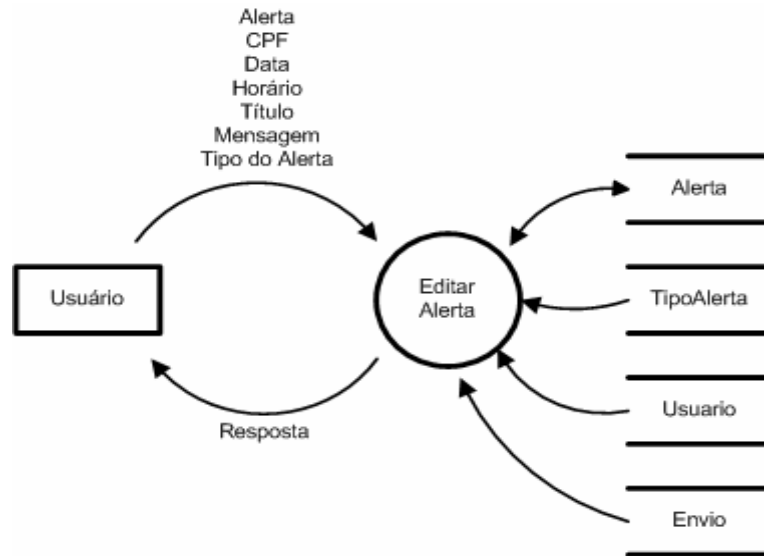 Alerta
CPF
Data
Horário
Título
Mensagem
Tipo do Alerta
Usuário
Editar
Alerta
Resposta
Alerta
TipoAlerta
Usuario
Envio